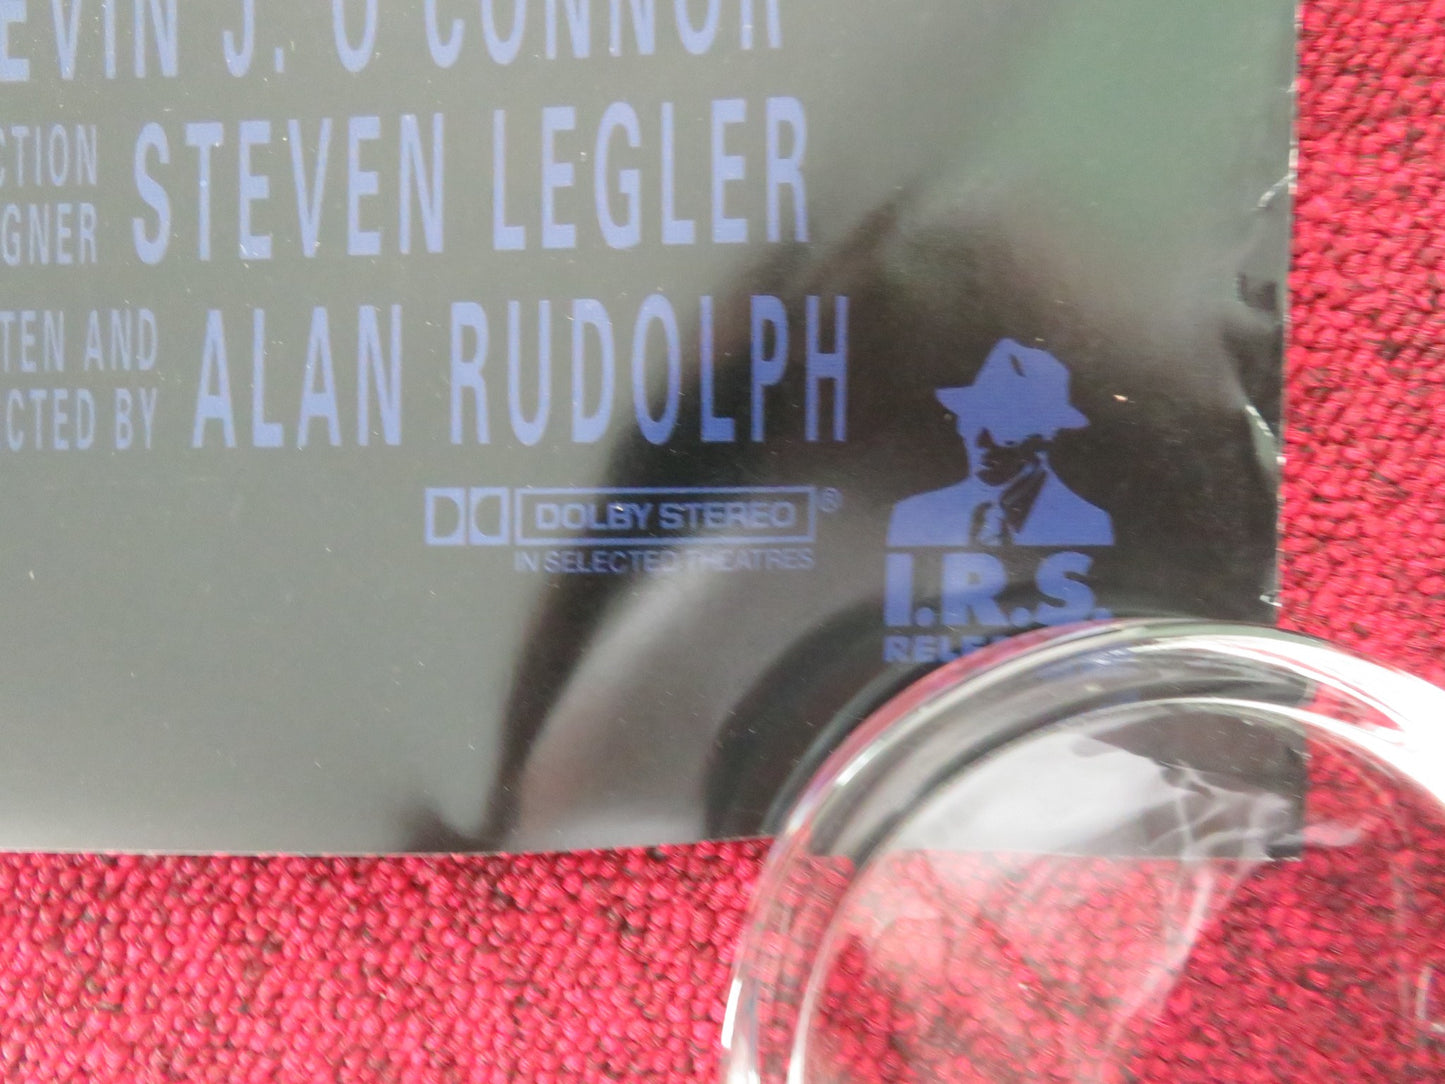 EVIN J. O'CONNOR
CTION
GNER STEVEN LEGLER
TEN AND
CTED BY ALAN RUDOLPH
DOLBY STEREO ®
IN SELECTED THEATRES
I.R.S.